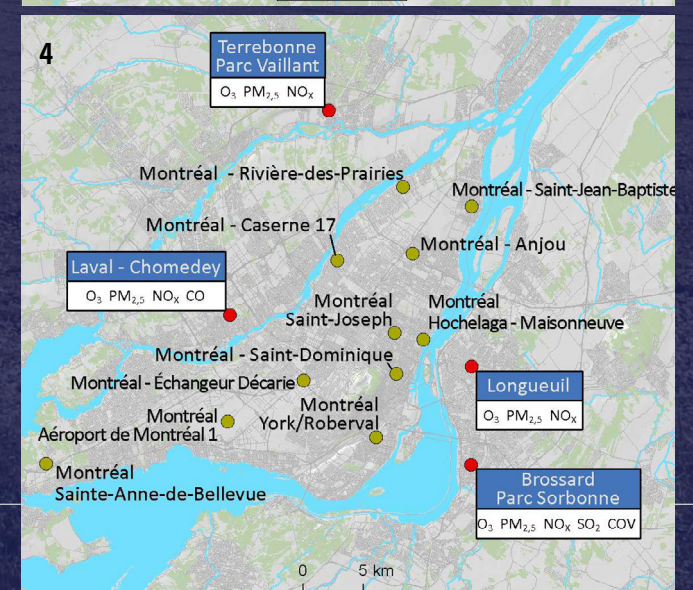 4
Terrebonne
Parc Vaillant
O₃ PM₂,₅ NOₓ
Montréal - Rivière-des-Prairies
Montréal - Saint-Jean-Baptiste
Montréal - Caserne 17
Montréal - Anjou
Laval - Chomedey
O₃ PM₂,₅ NOₓ CO
Montréal
Saint-Joseph
Montréal
Hochelaga - Maisonneuve
Montréal - Saint-Dominique
Montréal - Échangeur Décarie
Longueuil
O₃ PM₂,₅ NOₓ
Montréal
Aéroport de Montréal 1
Montréal
York/Roberval
Montréal
Sainte-Anne-de-Bellevue
Brossard
Parc Sorbonne
O₃ PM₂,₅ NOₓ SO₂ COV
0 5 km